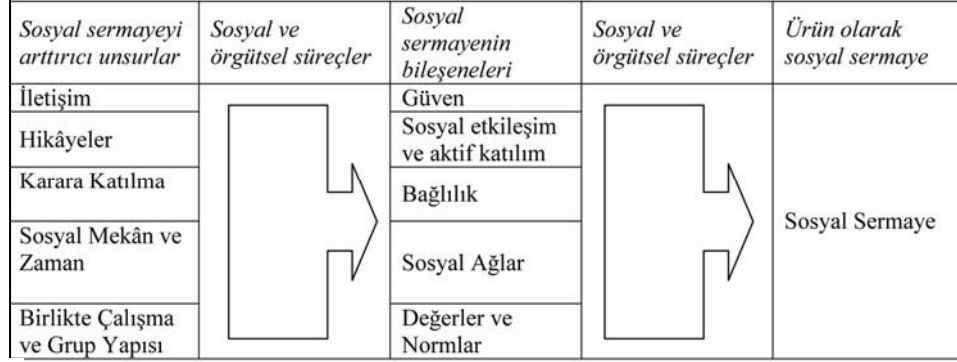 Sosyal sermayeyi
arttırıcı unsurlar
Sosyal ve
örgütsel süreçler
Sosyal
sermayenin
bileşeneleri
Sosyal ve
örgütsel süreçler
Ürün olarak
sosyal sermaye
İletişim
Hikâyeler
Karara Katılma
Sosyal Mekân ve
Zaman
Birlikte Çalışma
ve Grup Yapısı
Güven
Sosyal etkileşim
ve aktif katılım
Bağlılık
Sosyal Ağlar
Değerler ve
Normlar
Sosyal Sermaye